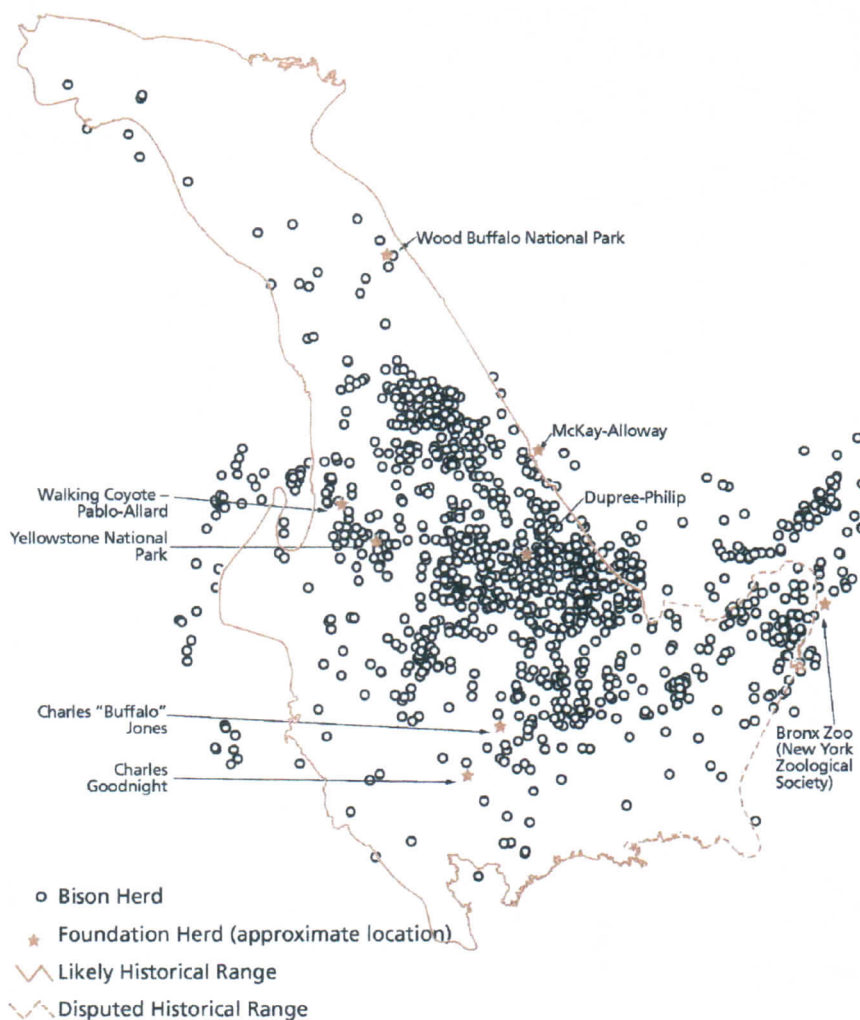 Wood Buffalo National Park
McKay-Alloway
Walking Coyote –
Pablo-Allard
Dupree-Philip
Yellowstone National
Park
Charles "Buffalo"
Jones
Bronx Zoo
(New York
Zoological
Society)
Charles
Goodnight
Bison Herd
Foundation Herd (approximate location)
Likely Historical Range
Disputed Historical Range